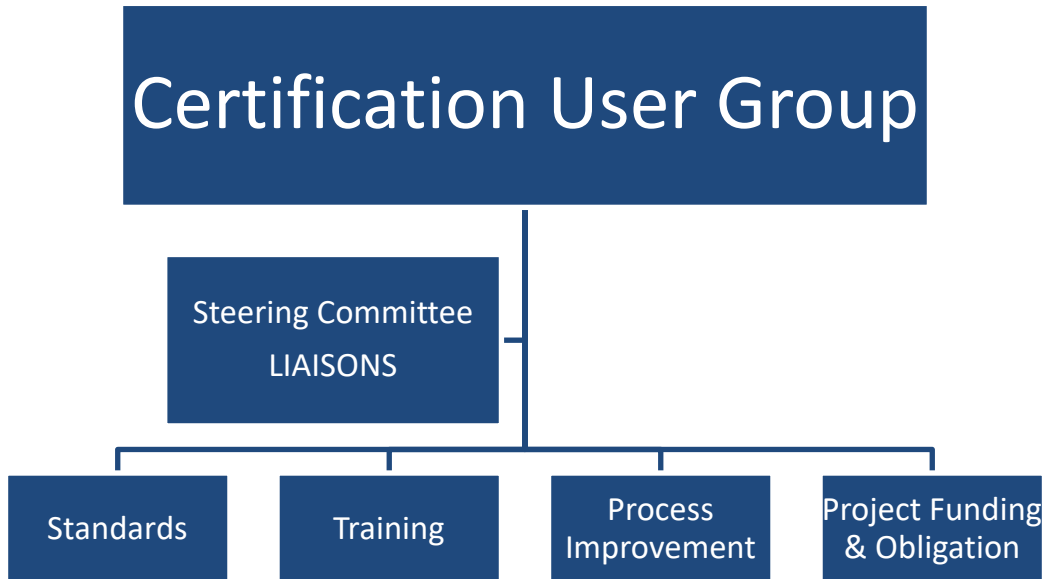 Certification User Group
Steering Committee
LIAISONS
Standards
Training
Process
Improvement
Project Funding
& Obligation